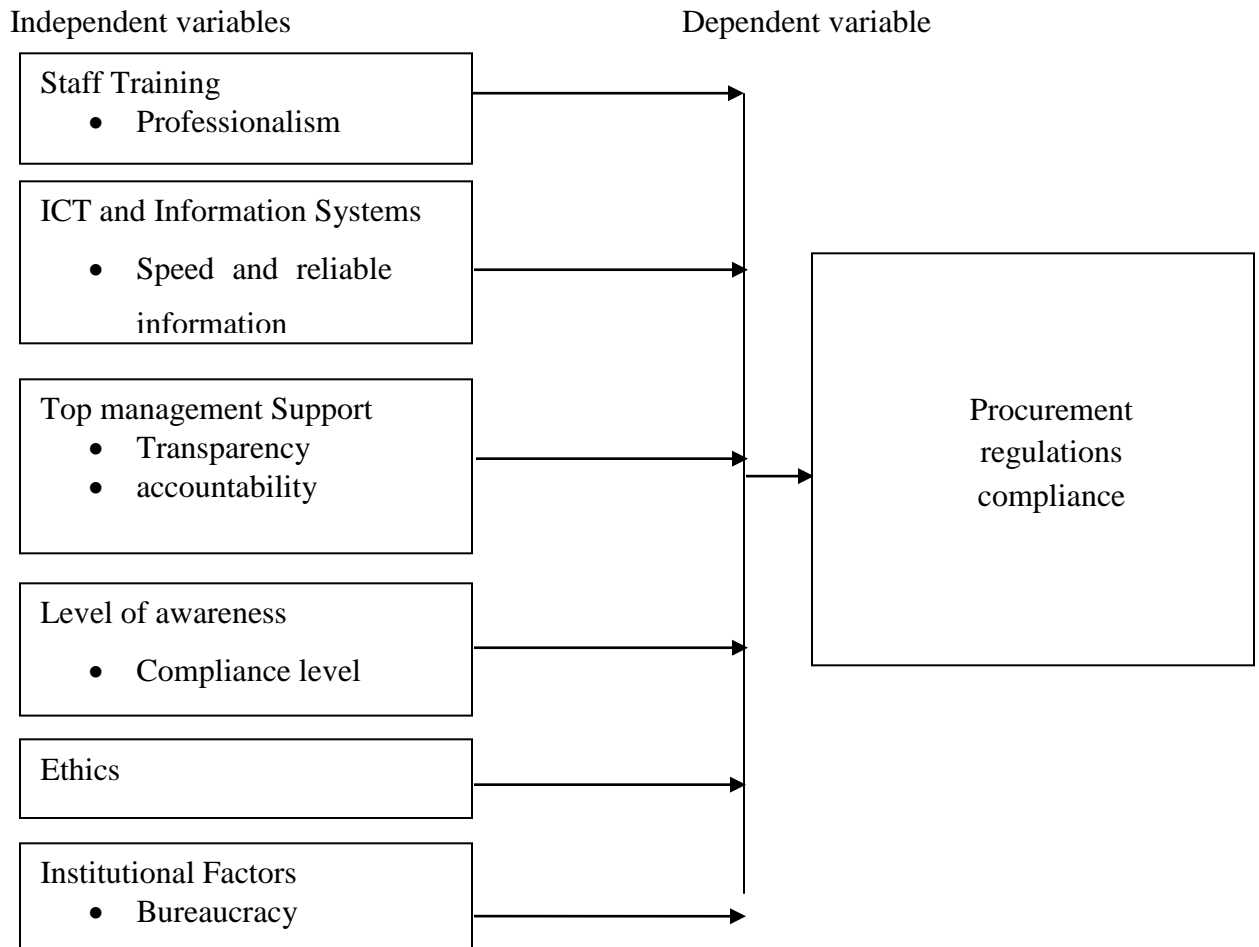 Independent variables
Dependent variable
Staff Training
• Professionalism
ICT and Information Systems
• Speed and reliable
information
Top management Support
• Transparency
• accountability
Level of awareness
• Compliance level
Ethics
Institutional Factors
• Bureaucracy
Procurement
regulations
compliance